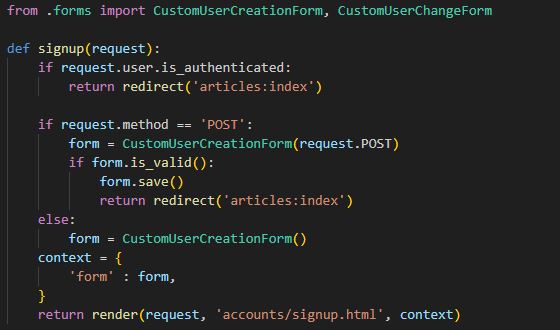 from .forms import CustomUserCreationForm, CustomUserChangeForm

def signup(request):
    if request.user.is_authenticated:
        return redirect('articles:index')

    if request.method == 'POST':
        form = CustomUserCreationForm(request.POST)
        if form.is_valid():
            form.save()
            return redirect('articles:index')
    else:
        form = CustomUserCreationForm()
    context = {
        'form' : form,
    }
    return render(request, 'accounts/signup.html', context)